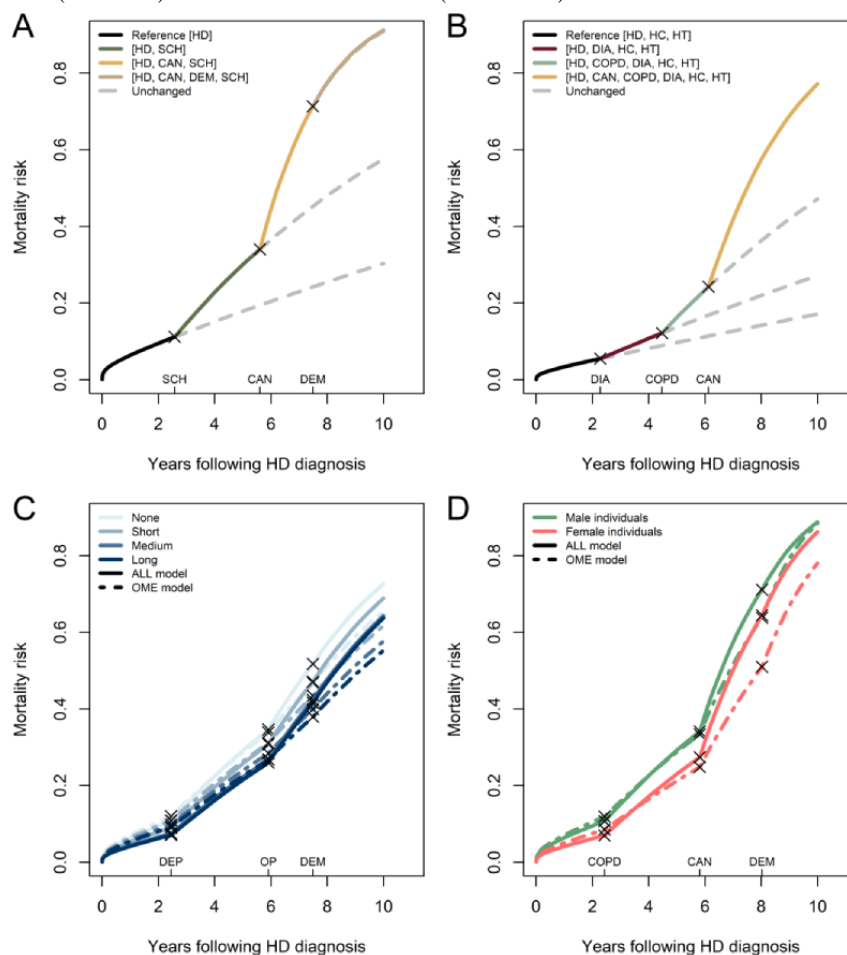 A
Reference [HD]
[HD, SCH]
[HD, CAN, SCH]
[HD, CAN, DEM, SCH]
Unchanged
Mortality risk
0.0
0.2
0.4
0.6
0.8
SCH CAN DEM
0 2 4 6 8 10
Years following HD diagnosis
B
Reference [HD, HC, HT]
[HD, DIA, HC, HT]
[HD, COPD, DIA, HC, HT]
[HD, CAN, COPD, DIA, HC, HT]
Unchanged
Mortality risk
0.0
0.2
0.4
0.6
0.8
DIA COPD CAN
0 2 4 6 8 10
Years following HD diagnosis
C
None
Short
Medium
Long
ALL model
OME model
Mortality risk
0.0
0.2
0.4
0.6
0.8
DEP OP DEM
0 2 4 6 8 10
Years following HD diagnosis
D
Male individuals
Female individuals
ALL model
OME model
Mortality risk
0.0
0.2
0.4
0.6
0.8
COPD CAN DEM
0 2 4 6 8 10
Years following HD diagnosis